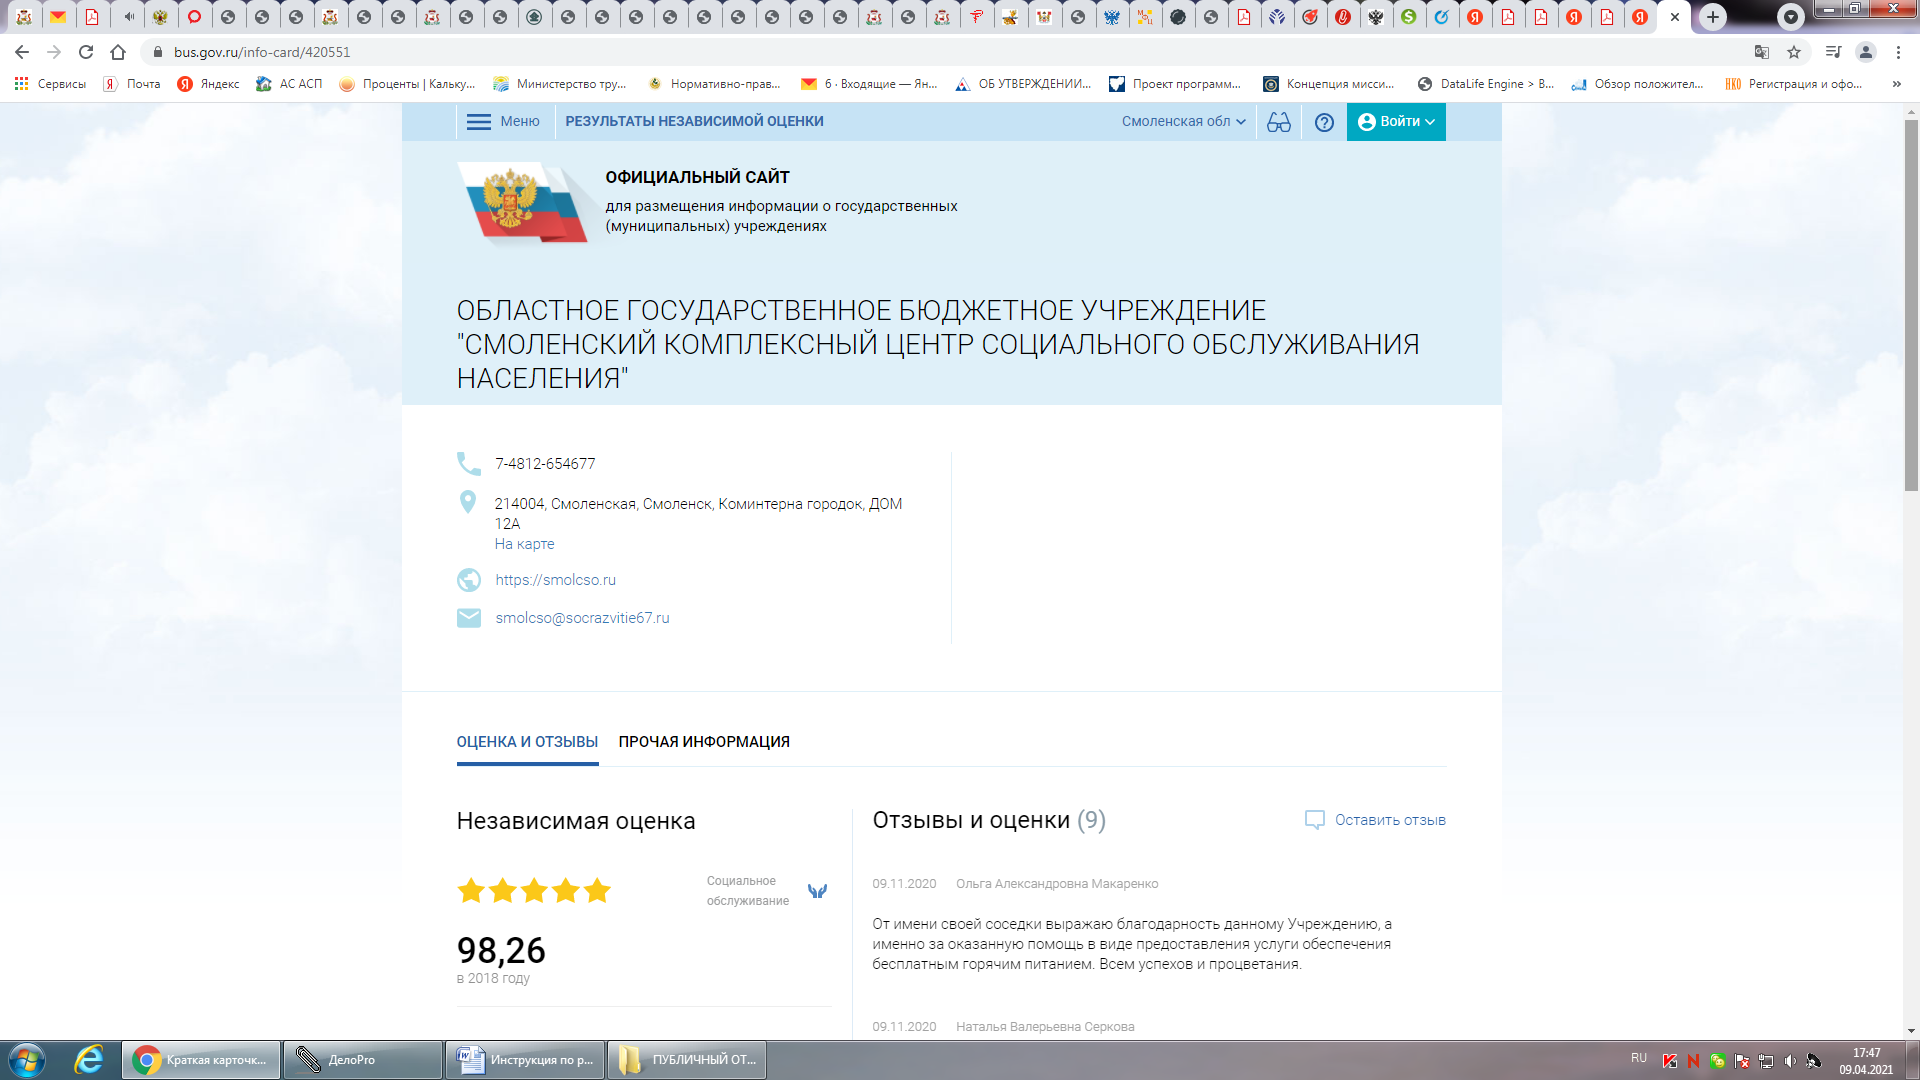 bus.gov.ru/info-card/420551
Сервисы
Почта
Яндекс
АС АСП
Проценты | Кальку...
Министерство тру...
Нормативно-прав...
6 · Входящие — Ян...
ОБ УТВЕРЖДЕНИИ...
Проект программ...
Концепция мисси...
DataLife Engine > В...
Обзор положител...
Регистрация и офо...
»
Меню
РЕЗУЛЬТАТЫ НЕЗАВИСИМОЙ ОЦЕНКИ
Смоленская обл
Войти
ОФИЦИАЛЬНЫЙ САЙТ
для размещения информации о государственных
(муниципальных) учреждениях
ОБЛАСТНОЕ ГОСУДАРСТВЕННОЕ БЮДЖЕТНОЕ УЧРЕЖДЕНИЕ
"СМОЛЕНСКИЙ КОМПЛЕКСНЫЙ ЦЕНТР СОЦИАЛЬНОГО ОБСЛУЖИВАНИЯ
НАСЕЛЕНИЯ"
7-4812-654677
214004, Смоленская, Смоленск, Коминтерна городок, ДОМ
12А
На карте
https://smolcso.ru
smolcso@socrazvitie67.ru
ОЦЕНКА И ОТЗЫВЫ
ПРОЧАЯ ИНФОРМАЦИЯ
Независимая оценка
Социальное
обслуживание
98,26
в 2018 году
Отзывы и оценки (9)
Оставить отзыв
09.11.2020 Ольга Александровна Макаренко
От имени своей соседки выражаю благодарность данному Учреждению, а
именно за оказанную помощь в виде предоставления услуги обеспечения
бесплатным горячим питанием. Всем успехов и процветания.
09.11.2020 Наталья Валерьевна Серкова
Краткая карточк...
ДелоPro
Инструкция по р...
ПУБЛИЧНЫЙ ОТ...
RU
17:47
09.04.2021